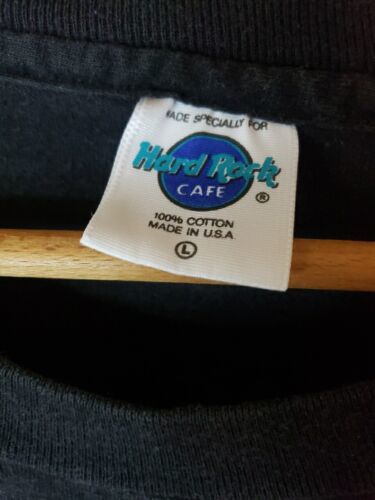 MADE SPECIALLY FOR
Hard Rock
CAFE
®
100% COTTON
MADE IN U.S.A.
L